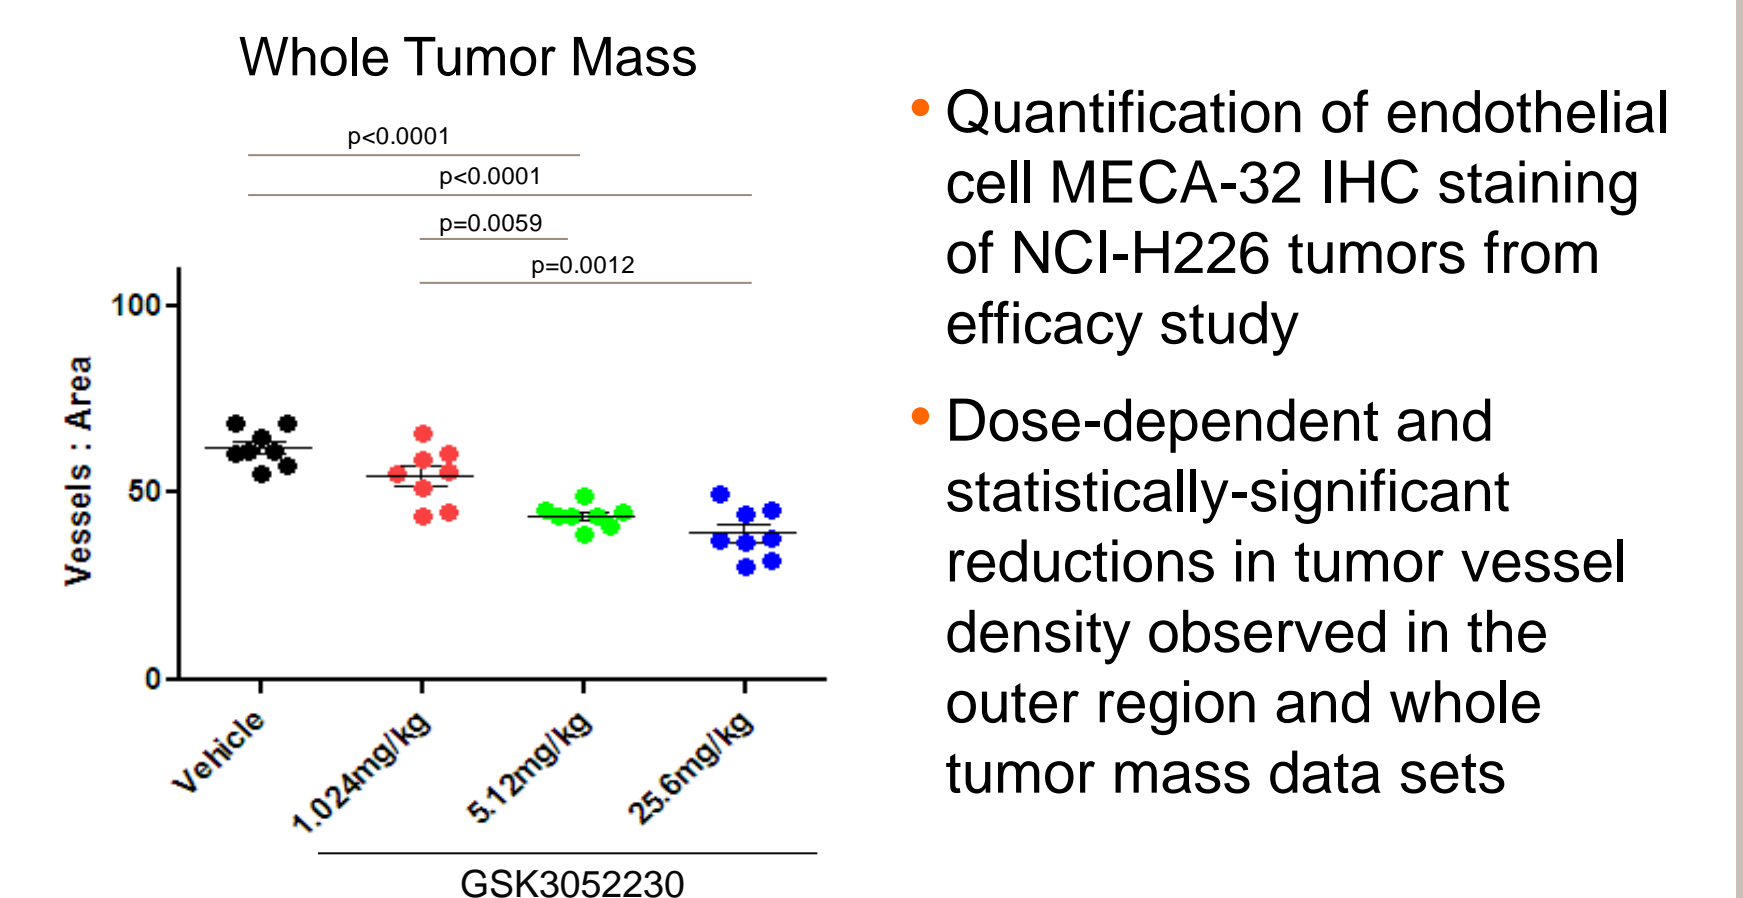 Whole Tumor Mass
p<0.0001
p<0.0001
p=0.0059
p=0.0012
100
50
0
Vessels : Area
Vehicle
1.024mg/kg
5.12mg/kg
25.6mg/kg
GSK3052230
• Quantification of endothelial
cell MECA-32 IHC staining
of NCI-H226 tumors from
efficacy study
• Dose-dependent and
statistically-significant
reductions in tumor vessel
density observed in the
outer region and whole
tumor mass data sets